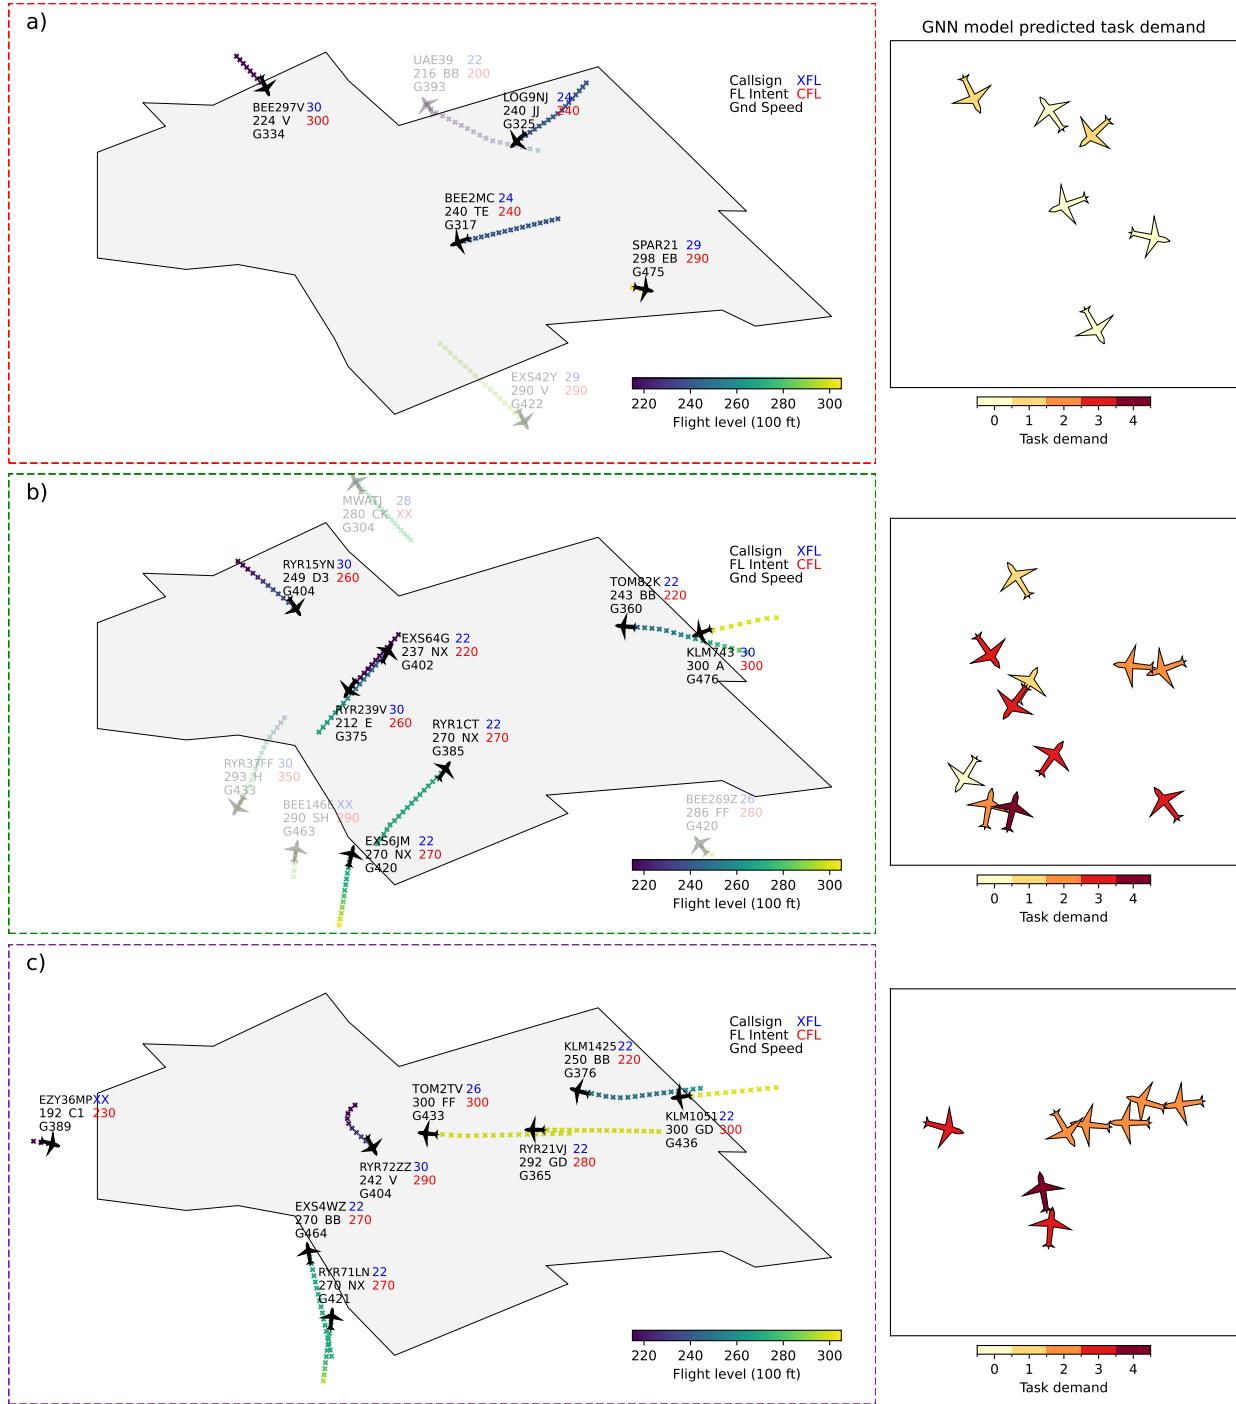 a)
GNN model predicted task demand
UAE39 22
216 BB 200
G393
Callsign XFL
FL Intent CFL
Gnd Speed
BEE297V 30
224 V 300
G334
LOG9NJ 24
240 JJ 240
G325
BEE2MC 24
240 TE 240
G317
SPAR21 29
298 EB 290
G475
EXS42Y 29
290 V 290
G422
220 240 260 280 300
Flight level (100 ft)
0 1 2 3 4
Task demand
b)
MWATJ 28
280 CK XX
G304
Callsign XFL
FL Intent CFL
Gnd Speed
RYR15YN 30
249 D3 260
G404
TOM82K 22
243 BB 220
G360
EXS64G 22
237 NX 220
G402
KLM743 30
300 A 300
G476
RYR239V 30
212 E 260
G375
RYR1CT 22
270 NX 270
G385
RYR37FF 30
293 H 350
G433
BEE146E XX
290 SH 290
G463
BEE269Z 26
286 FF 280
G420
EXS6JM 22
270 NX 270
G420
220 240 260 280 300
Flight level (100 ft)
0 1 2 3 4
Task demand
c)
Callsign XFL
FL Intent CFL
Gnd Speed
KLM1425 22
250 BB 220
G376
EZY36MP XX
192 C1 230
G389
TOM2TV 26
300 FF 300
G433
KLM1051 22
300 GD 300
G436
RYR21VJ 22
292 GD 280
G365
RYR72ZZ 30
242 V 290
G404
EXS4WZ 22
270 BB 270
G464
RYR71LN 22
270 NX 270
G421
220 240 260 280 300
Flight level (100 ft)
0 1 2 3 4
Task demand